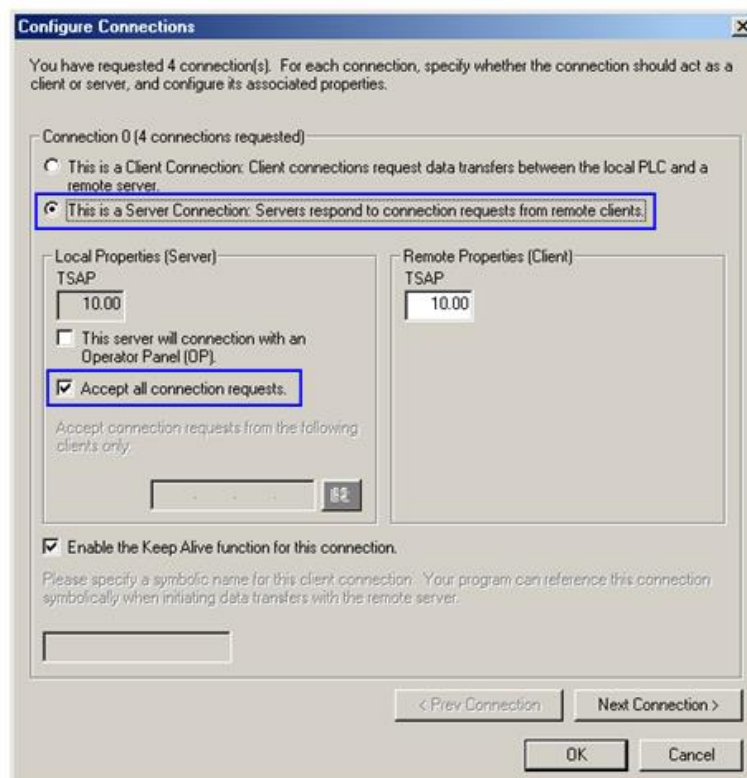 Configure Connections
You have requested 4 connection(s). For each connection, specify whether the connection should act as a
client or server, and configure its associated properties.
Connection 0 (4 connections requested)
This is a Client Connection: Client connections request data transfers between the local PLC and a
remote server.
This is a Server Connection: Servers respond to connection requests from remote clients.
Local Properties (Server)
TSAP
10.00
This server will connection with an
Operator Panel (OP).
Accept all connection requests.
Accept connection requests from the following
clients only:
Remote Properties (Client)
TSAP
10.00
Enable the Keep Alive function for this connection.
Please specify a symbolic name for this client connection. Your program can reference this connection
symbolically when initiating data transfers with the remote server.
< Prev Connection
Next Connection >
OK
Cancel